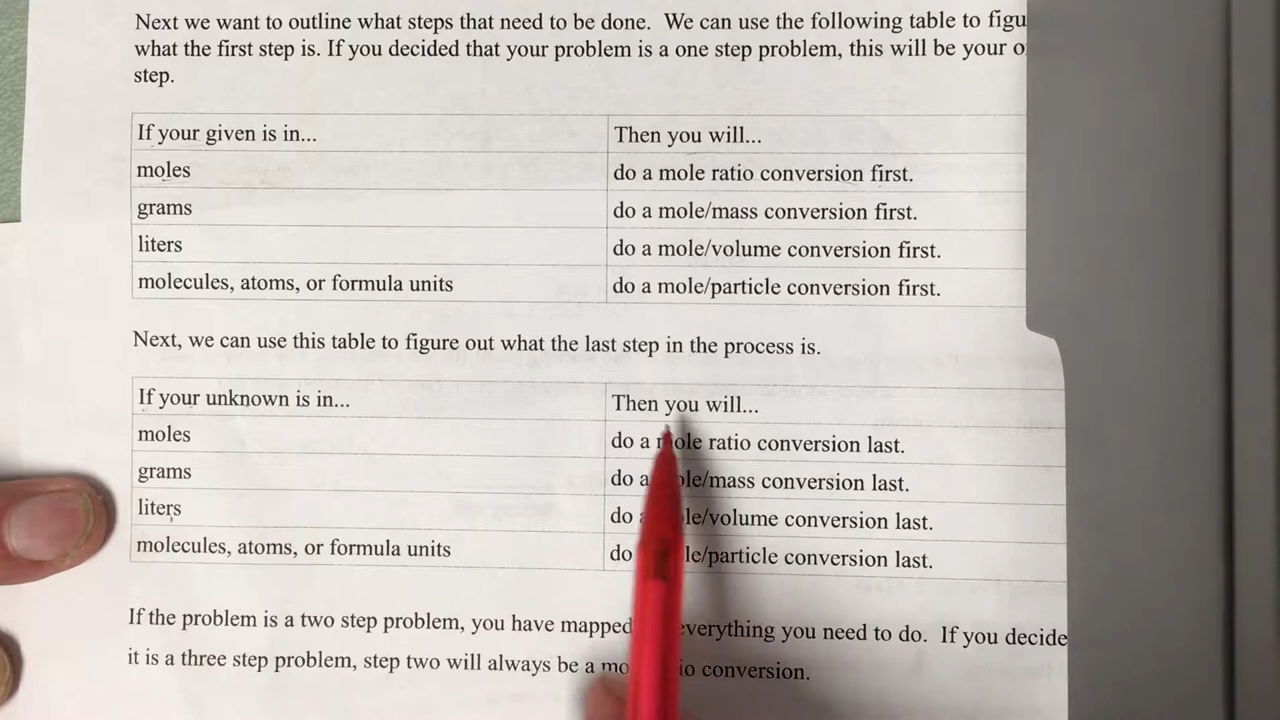 Next we want to outline what steps that need to be done. We can use the following table to figu
what the first step is. If you decided that your problem is a one step problem, this will be your o
step.
If your given is in... Then you will...
moles do a mole ratio conversion first.
grams do a mole/mass conversion first.
liters do a mole/volume conversion first.
molecules, atoms, or formula units do a mole/particle conversion first.
Next, we can use this table to figure out what the last step in the process is.
If your unknown is in... Then you will...
moles do a mole ratio conversion last.
grams do a /mass conversion last.
liters do /volume conversion last.
molecules, atoms, or formula units do /particle conversion last.
If the problem is a two step problem, you have mapped everything you need to do. If you decide
it is a three step problem, step two will always be a conversion.